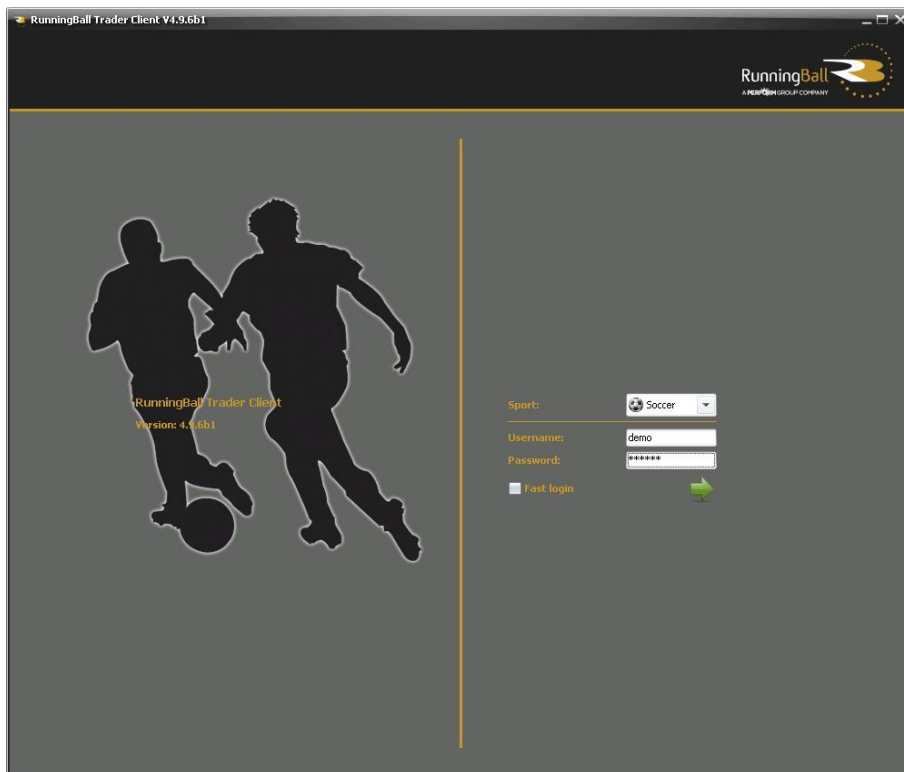 RunningBall Trader Client V4.9.6b1
RunningBall
A PERFORM GROUP COMPANY
RunningBall Trader Client
Version: 4.9.6b1
Sport:
Soccer
Username:
demo
Password:
******
Fast login